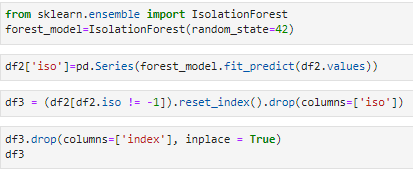 from sklearn.ensemble import IsolationForest
forest_model=IsolationForest(random_state=42)
df2['iso']=pd.Series(forest_model.fit_predict(df2.values))
df3 = (df2[df2.iso != -1]).reset_index().drop(columns=['iso'])
df3.drop(columns=['index'], inplace = True)
df3